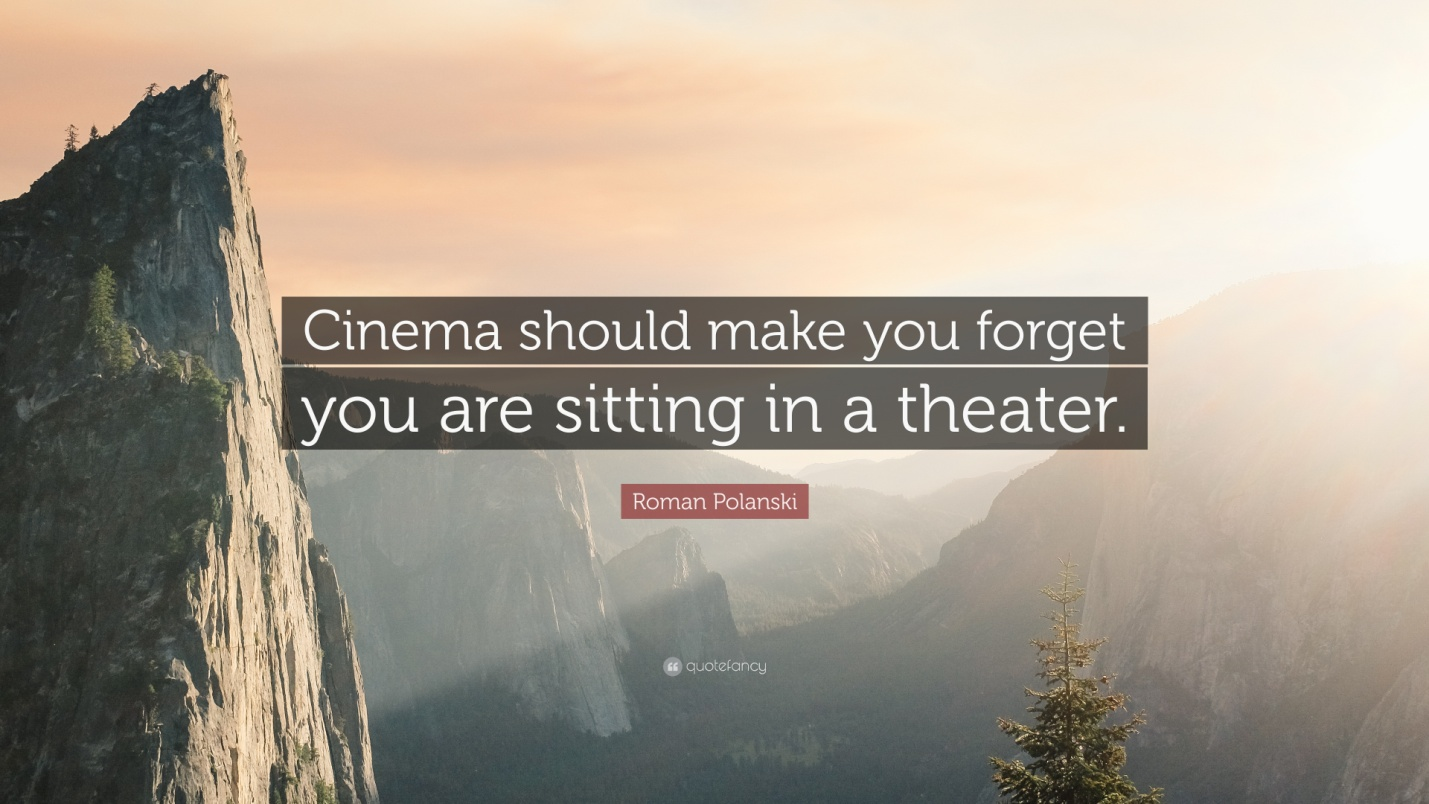 Cinema should make you forget
you are sitting in a theater.
Roman Polanski
quotefancy